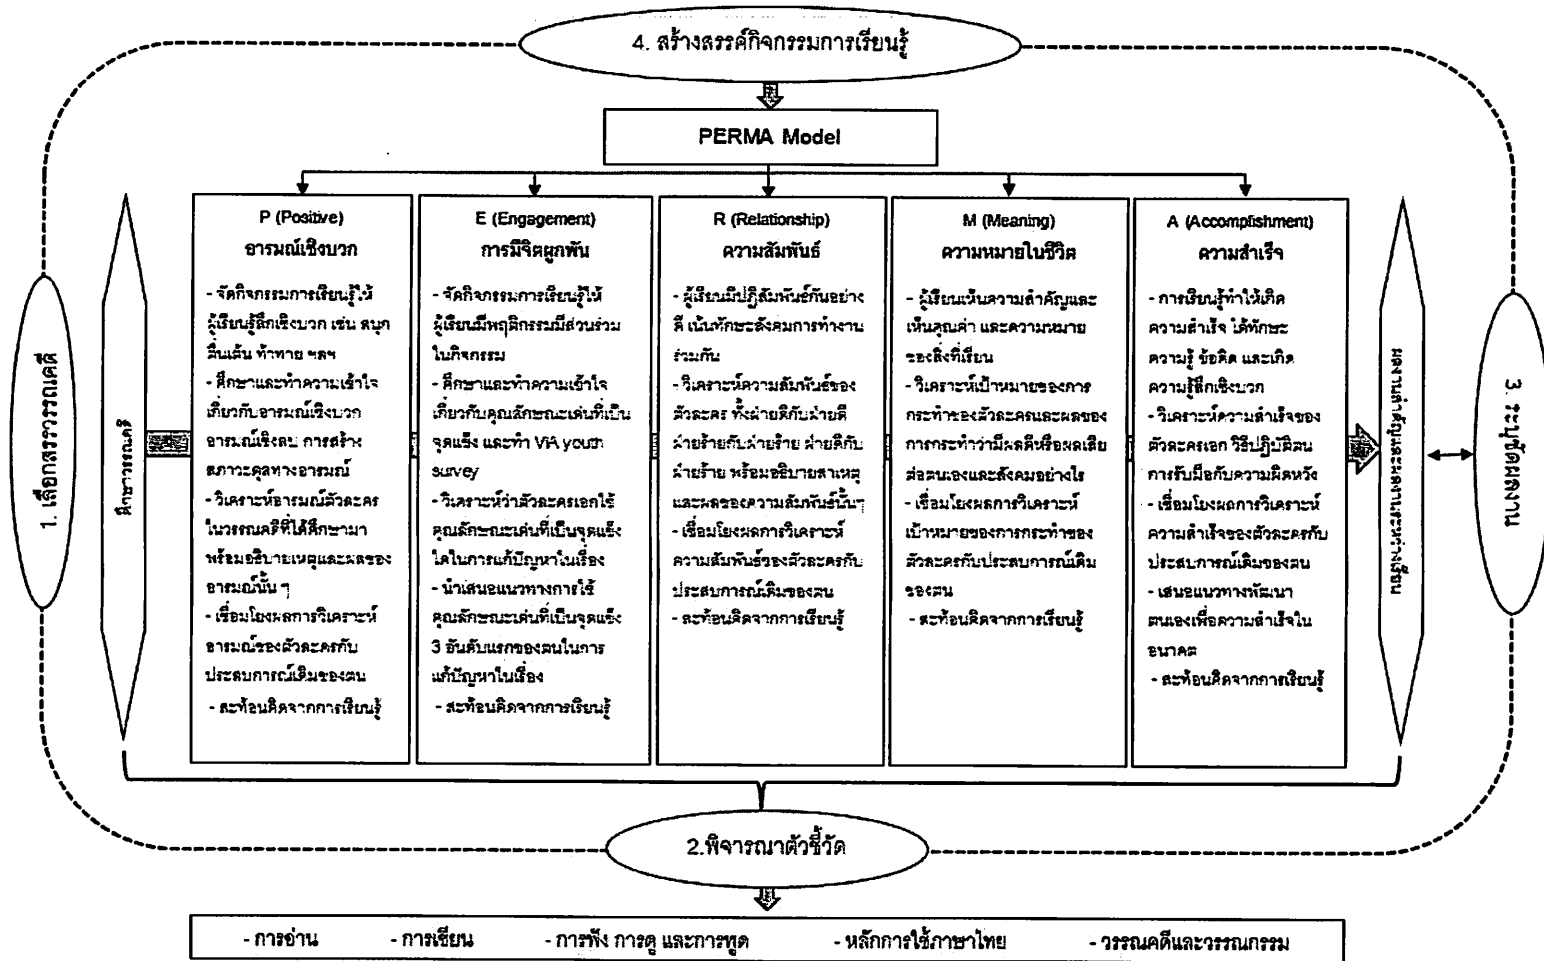 4. สร้างสรรค์กิจกรรมการเรียนรู้
PERMA Model
1. เลือกสรรวรรณคดี
ศึกษาวรรณคดี
P (Positive)
อารมณ์เชิงบวก
- จัดกิจกรรมการเรียนรู้ให้
ผู้เรียนรู้สึกเชิงบวก เช่น สนุก
ตื่นเต้น ท้าทาย ฯลฯ
- ศึกษาและทำความเข้าใจ
เกี่ยวกับอารมณ์เชิงบวก
อารมณ์เชิงลบ การสร้าง
สภาวะดุลทางอารมณ์
- วิเคราะห์อารมณ์ตัวละคร
ในวรรณคดีที่ได้ศึกษามา
พร้อมอธิบายเหตุและผลของ
อารมณ์นั้น ๆ
- เชื่อมโยงผลการวิเคราะห์
อารมณ์ของตัวละครกับ
ประสบการณ์เดิมของตน
- สะท้อนคิดจากการเรียนรู้
E (Engagement)
การมีจิตผูกพัน
- จัดกิจกรรมการเรียนรู้ให้
ผู้เรียนมีพฤติกรรมมีส่วนร่วม
ในกิจกรรม
- ศึกษาและทำความเข้าใจ
เกี่ยวกับคุณลักษณะเด่นที่เป็น
จุดแข็ง และทำ VIA youth
survey
- วิเคราะห์ว่าตัวละครเอกใช้
คุณลักษณะเด่นที่เป็นจุดแข็ง
ใดในการแก้ปัญหาในเรื่อง
- นำเสนอแนวทางการใช้
คุณลักษณะเด่นที่เป็นจุดแข็ง
3 อันดับแรกของตนในการ
แก้ปัญหาในเรื่อง
- สะท้อนคิดจากการเรียนรู้
R (Relationship)
ความสัมพันธ์
- ผู้เรียนมีปฏิสัมพันธ์กันอย่าง
ดี เน้นทักษะสังคมการทำงาน
ร่วมกัน
- วิเคราะห์ความสัมพันธ์ของ
ตัวละคร ทั้งฝ่ายดีกับฝ่ายดี
ฝ่ายร้ายกับฝ่ายร้าย ฝ่ายดีกับ
ฝ่ายร้าย พร้อมอธิบายสาเหตุ
และผลของความสัมพันธ์นั้นๆ
- เชื่อมโยงผลการวิเคราะห์
ความสัมพันธ์ของตัวละครกับ
ประสบการณ์เดิมของตน
- สะท้อนคิดจากการเรียนรู้
M (Meaning)
ความหมายในชีวิต
- ผู้เรียนเห็นความสำคัญและ
เห็นคุณค่า และความหมาย
ของสิ่งที่เรียน
- วิเคราะห์เป้าหมายของการ
กระทำของตัวละครและผลของ
การกระทำว่ามีผลดีหรือผลเสีย
ต่อตนเองและสังคมอย่างไร
- เชื่อมโยงผลการวิเคราะห์
เป้าหมายของการกระทำของ
ตัวละครกับประสบการณ์เดิม
ของตน
- สะท้อนคิดจากการเรียนรู้
A (Accomplishment)
ความสำเร็จ
- การเรียนรู้ทำให้เกิด
ความสำเร็จ ได้ทักษะ
ความรู้ ข้อคิด และเกิด
ความรู้สึกเชิงบวก
- วิเคราะห์ความสำเร็จของ
ตัวละครเอก วิธีปฏิบัติตน
การรับมือกับความผิดหวัง
- เชื่อมโยงผลการวิเคราะห์
ความสำเร็จของตัวละครกับ
ประสบการณ์เดิมของตน
- เสนอแนวทางพัฒนา
ตนเองเพื่อความสำเร็จใน
อนาคต
- สะท้อนคิดจากการเรียนรู้
ผลงานสำคัญและผลงานระหว่างเรียน
3. ระบุชัดผลงาน
2.พิจารณาตัวชี้วัด
- การอ่าน - การเขียน - การฟัง การดู และการพูด - หลักการใช้ภาษาไทย - วรรณคดีและวรรณกรรม